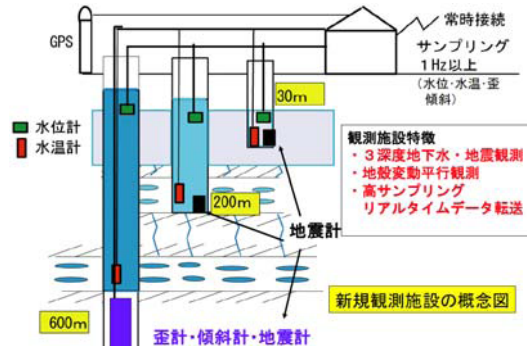 GPS
常時接続
サンプリング
1Hz以上
(水位・水温・歪
傾斜)
30m
水位計
水温計
観測施設特徴
・３深度地下水・地震観測
・地殻変動平行観測
・高サンプリング
リアルタイムデータ転送
200m
地震計
新規観測施設の概念図
600m
歪計・傾斜計・地震計